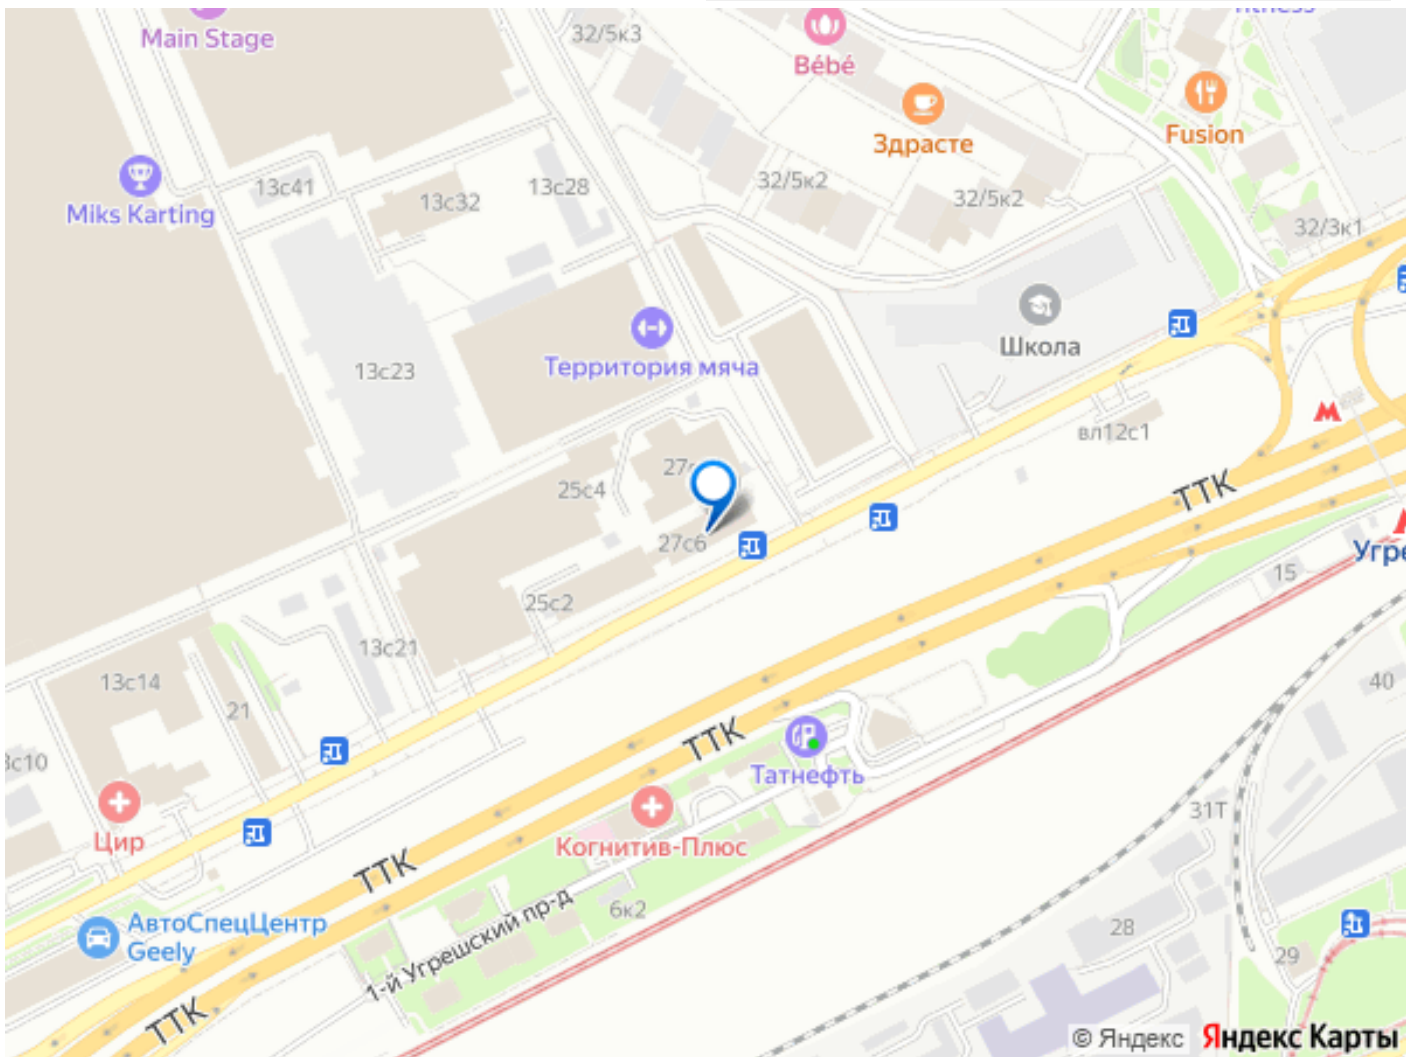 fitness
Main Stage
32/5к3
Bébé
Здрасте
Fusion
13с41
13с32
13с28
32/5к2
32/5к2
32/3к1
Miks Karting
Школа
13с23
Территория мяча
вл12с1
М
25с4
ТТК
27с6
Угре
15
25с2
13с21
13с14
21
40
ТТК
Татнефть
31Т
Цир
Когнитив-Плюс
ТТК
6к2
28
АвтоСпецЦентр
Geely
1-й Угрешский пр-д
29
ТТК
© Яндекс Яндекс Карты